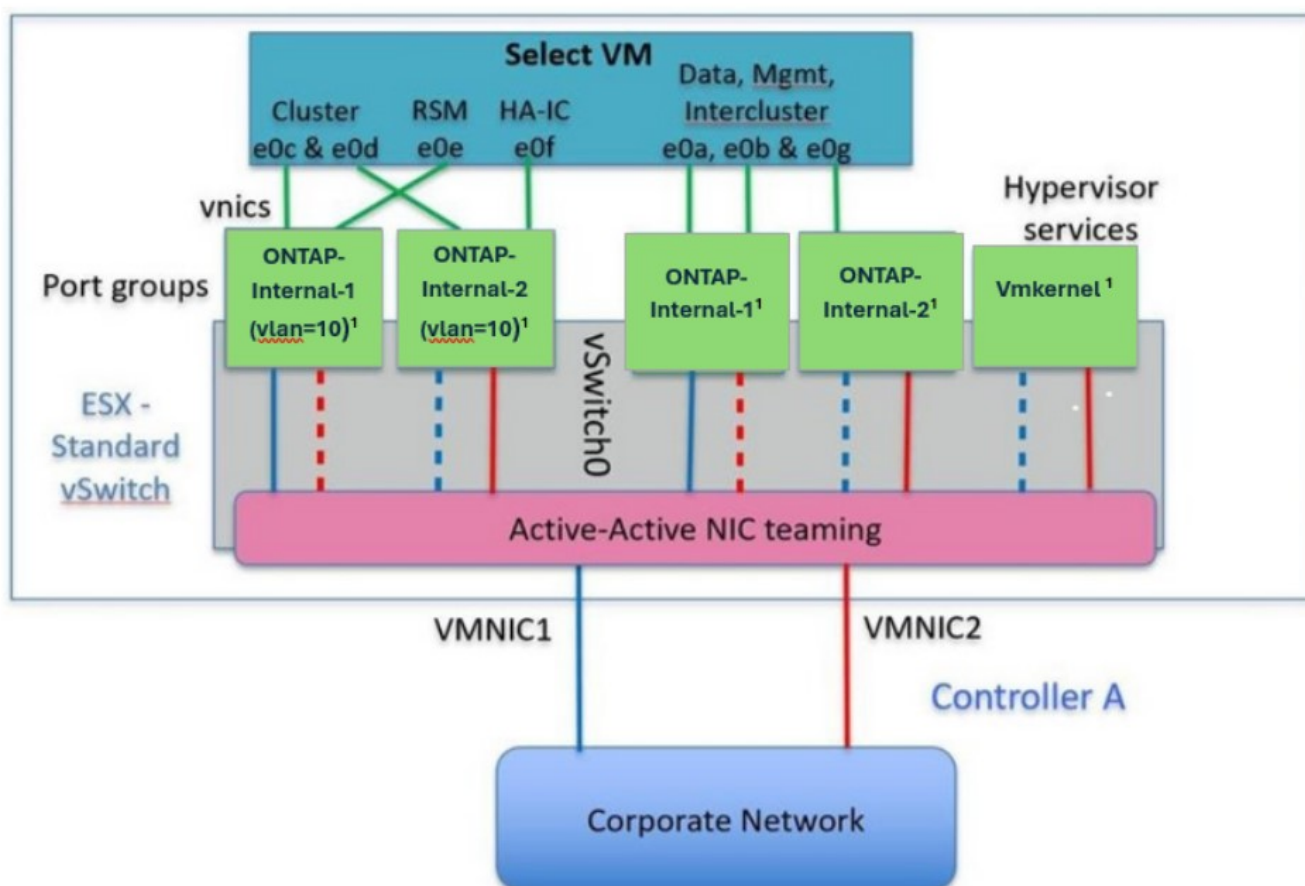 Select VM
Cluster
e0c & e0d
RSM
e0e
HA-IC
e0f
Data, Mgmt,
Intercluster
e0a, e0b & e0g
vnics
Hypervisor
services
Port groups
ONTAP-
Internal-1
(vlan=10)¹
ONTAP-
Internal-2
(vlan=10)¹
ONTAP-
Internal-1¹
ONTAP-
Internal-2¹
Vmkernel ¹
ESX -
Standard
vSwitch
vSwitch0
Active-Active NIC teaming
VMNIC1
VMNIC2
Controller A
Corporate Network